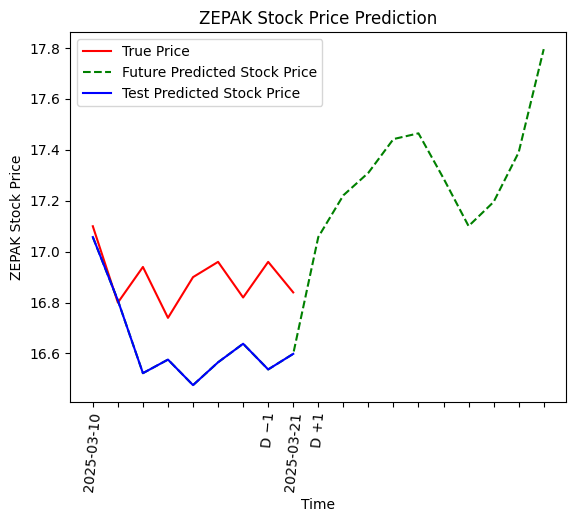 ZEPAK Stock Price Prediction
True Price
Future Predicted Stock Price
Test Predicted Stock Price
ZEPAK Stock Price
17.8
17.6
17.4
17.2
17.0
16.8
16.6
2025-03-10
D −1
2025-03-21
D +1
Time